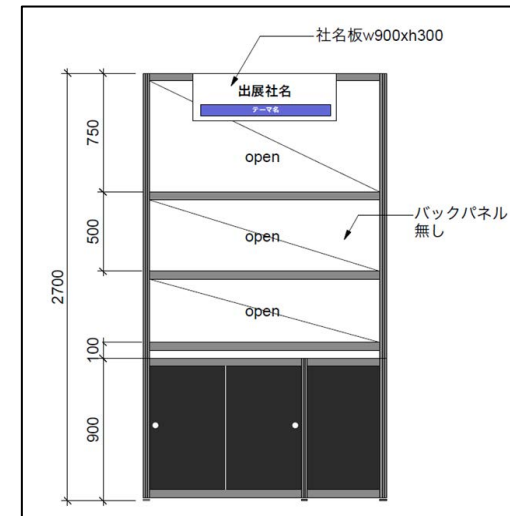 社名板w900xh300
出展社名
テーマ名
750
open
バックパネル
無し
500
open
2700
open
100
900